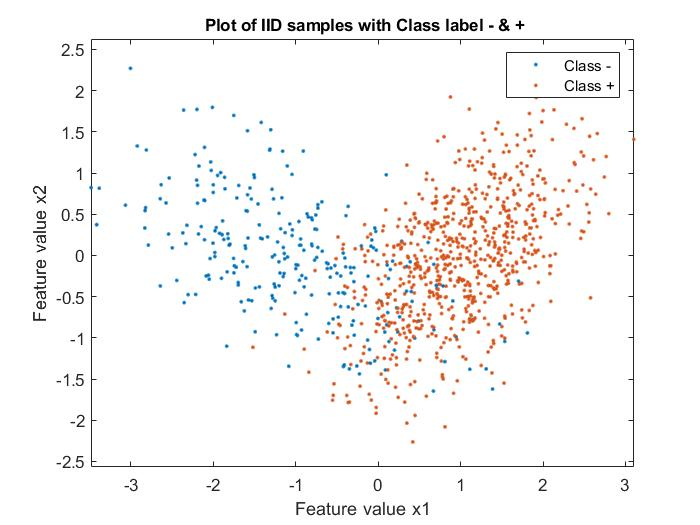 Plot of IID samples with Class label - & +
2.5
2
1.5
1
0.5
0
-0.5
-1
-1.5
-2
-2.5
Feature value x2
Class -
Class +
-3 -2 -1 0 1 2 3
Feature value x1